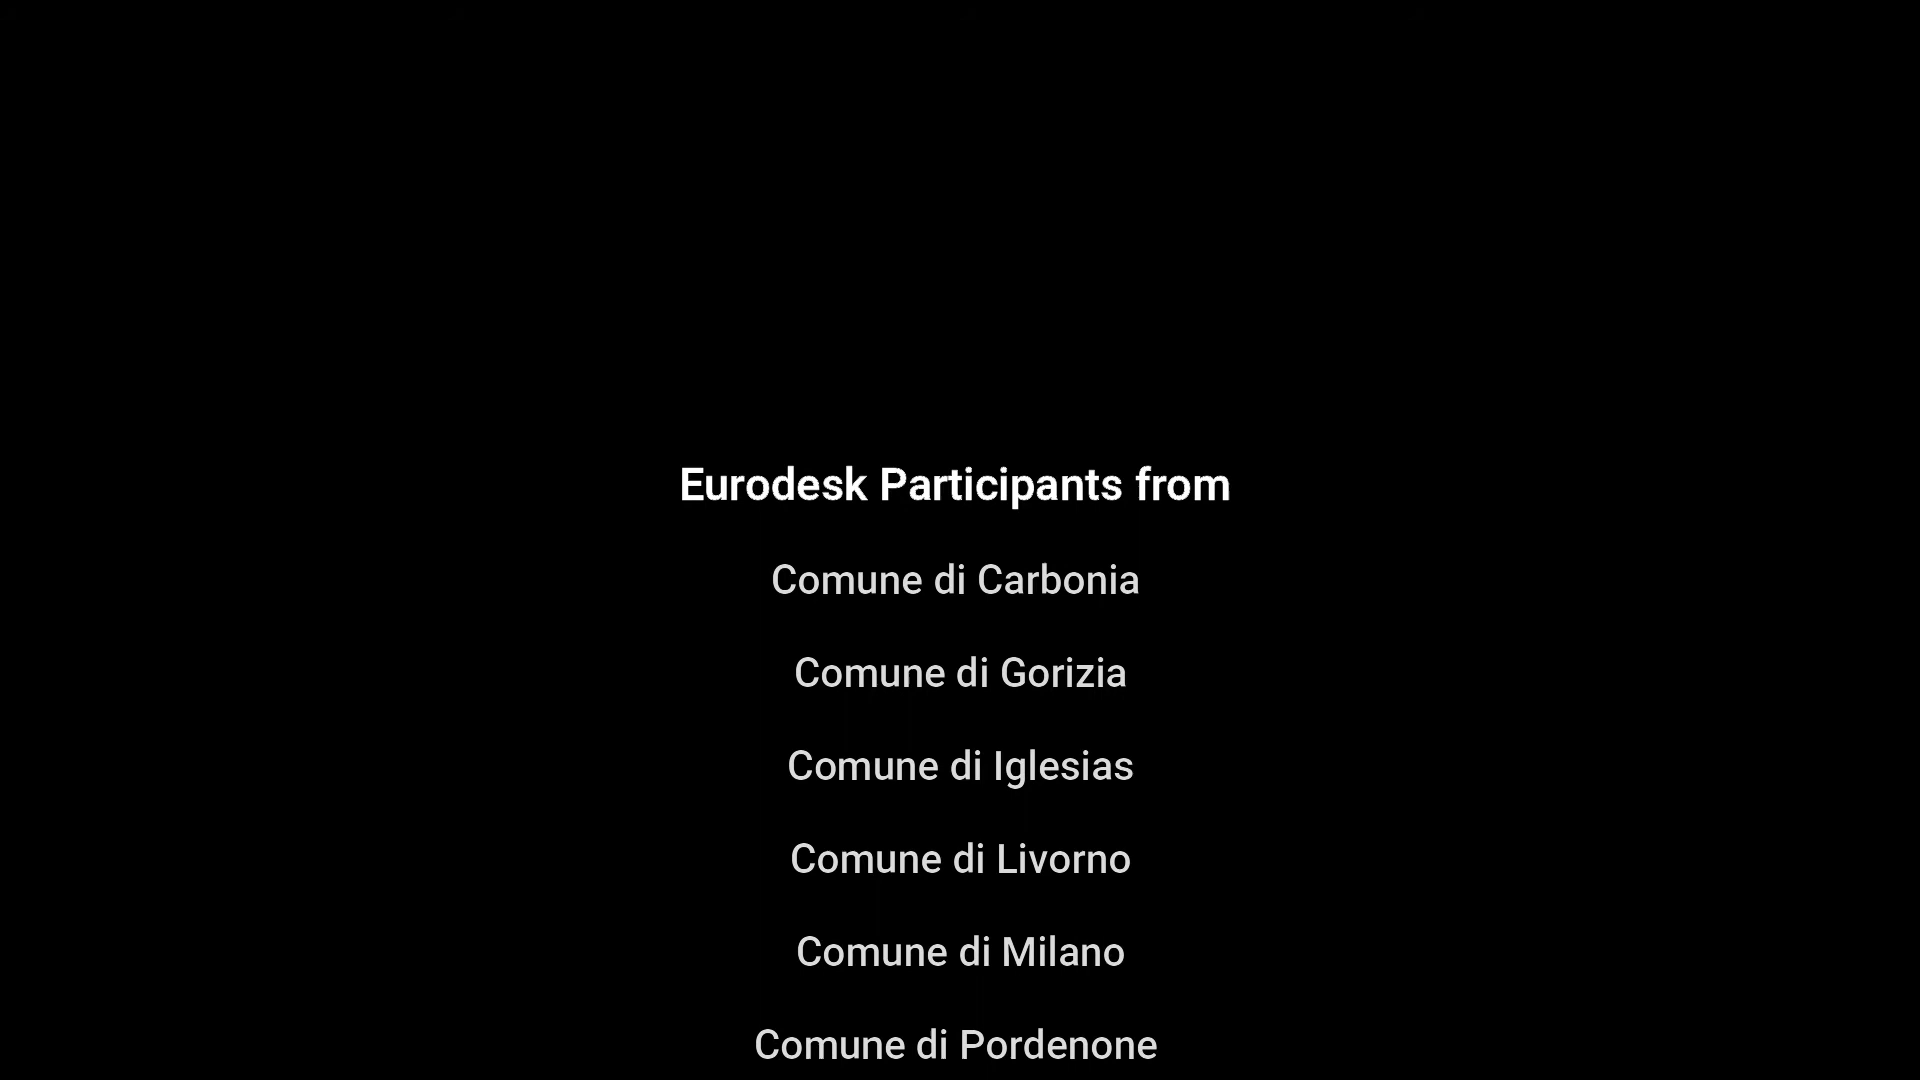 Eurodesk Participants from
Comune di Carbonia
Comune di Gorizia
Comune di Iglesias
Comune di Livorno
Comune di Milano
Comune di Pordenone